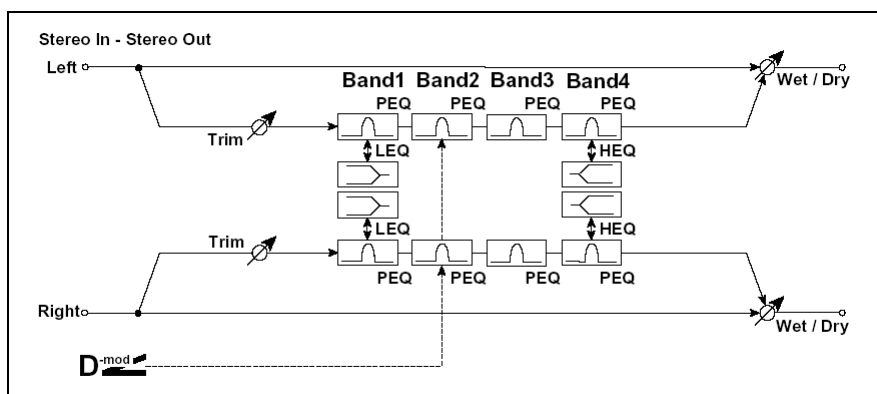 Stereo In - Stereo Out
Left
Wet / Dry
Band1 Band2 Band3 Band4
PEQ PEQ PEQ PEQ
Trim
LEQ HEQ
LEQ HEQ
Trim
PEQ PEQ PEQ PEQ
Right
Wet / Dry
D-mod